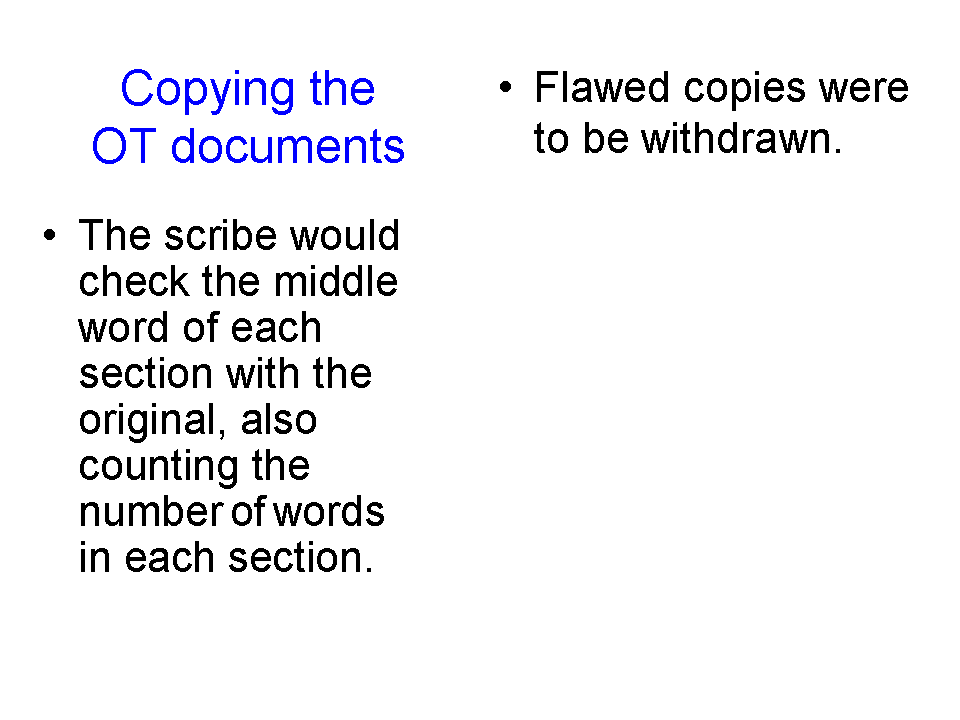 Copying the
OT documents
• The scribe would
check the middle
word of each
section with the
original, also
counting the
number of words
in each section.
• Flawed copies were
to be withdrawn.